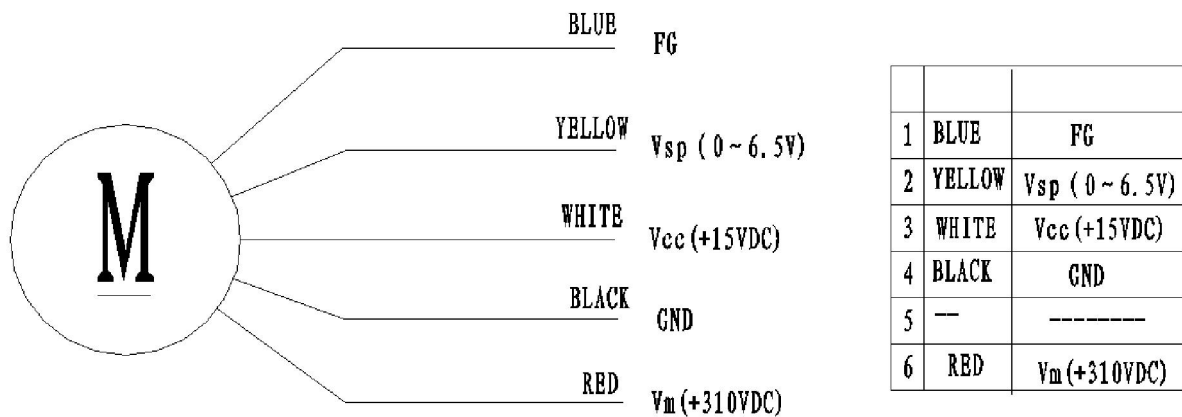 BLUE FG
YELLOW Vsp (0~6.5V)
M
WHITE Vcc(+15VDC)
BLACK GND
RED Vm(+310VDC)
1 BLUE FG
2 YELLOW Vsp (0~6.5V)
3 WHITE Vcc(+15VDC)
4 BLACK GND
5 -- --------
6 RED Vm(+310VDC)